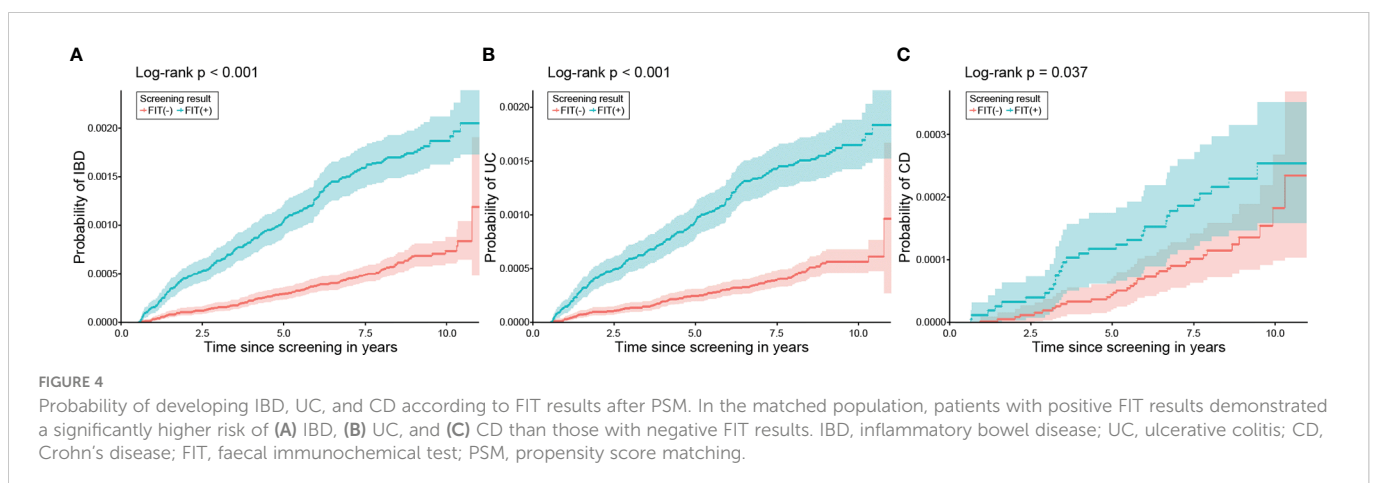 A
Log-rank p < 0.001
Screening result
FIT(-) FIT(+)
Probability of IBD
0.0020
0.0015
0.0010
0.0005
0.0000
0.0 2.5 5.0 7.5 10.0
Time since screening in years
B
Log-rank p < 0.001
Screening result
FIT(-) FIT(+)
Probability of UC
0.0020
0.0015
0.0010
0.0005
0.0000
0.0 2.5 5.0 7.5 10.0
Time since screening in years
C
Log-rank p = 0.037
Screening result
FIT(-) FIT(+)
Probability of CD
0.0003
0.0002
0.0001
0.0000
0.0 2.5 5.0 7.5 10.0
Time since screening in years
FIGURE 4
Probability of developing IBD, UC, and CD according to FIT results after PSM. In the matched population, patients with positive FIT results demonstrated
a significantly higher risk of (A) IBD, (B) UC, and (C) CD than those with negative FIT results. IBD, inflammatory bowel disease; UC, ulcerative colitis; CD,
Crohn's disease; FIT, faecal immunochemical test; PSM, propensity score matching.